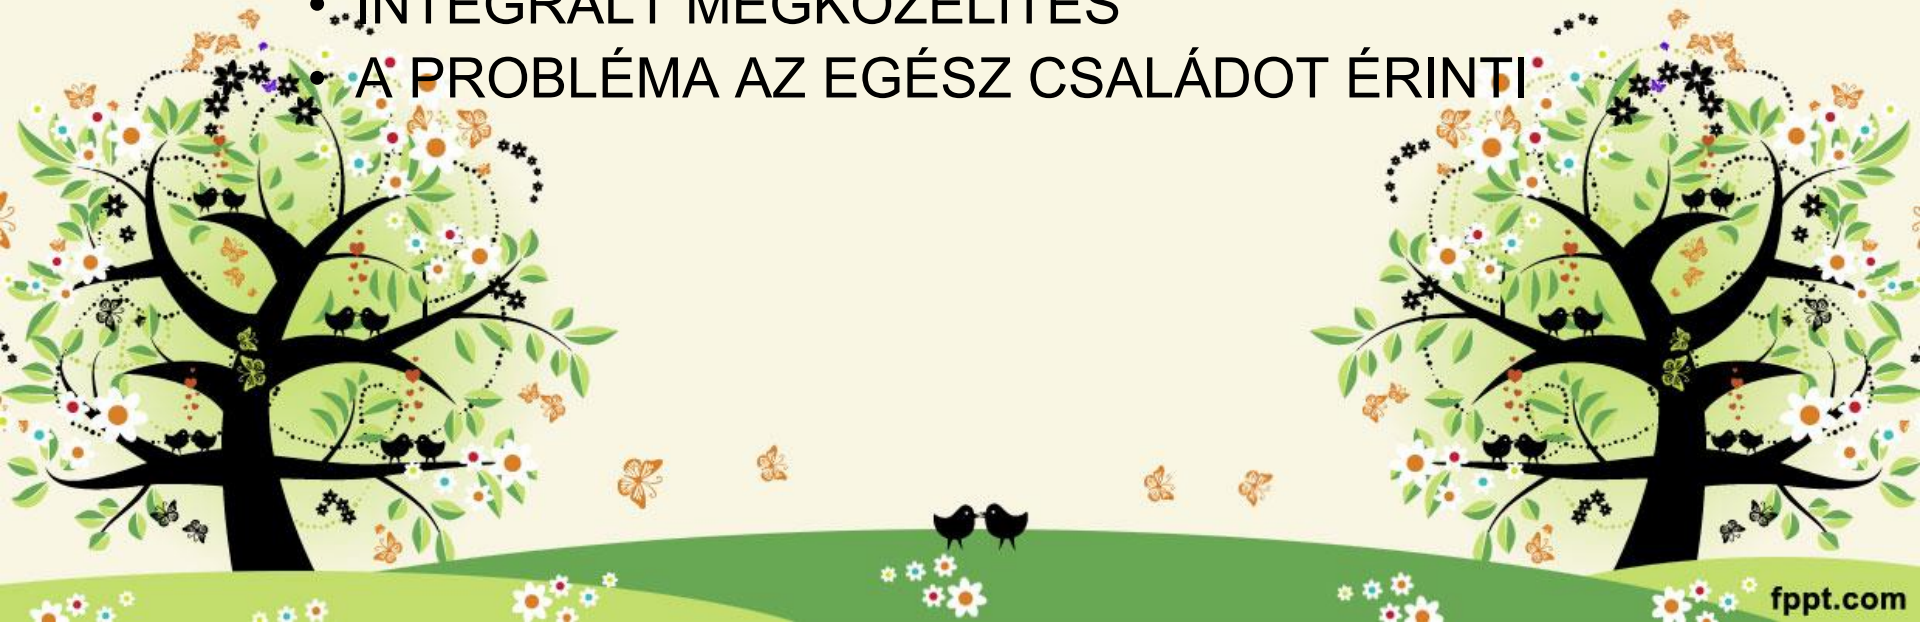 • INTEGRÁLT MEGKÖZELÍTÉS
• A PROBLÉMA AZ EGÉSZ CSALÁDOT ÉRINTI
fppt.com